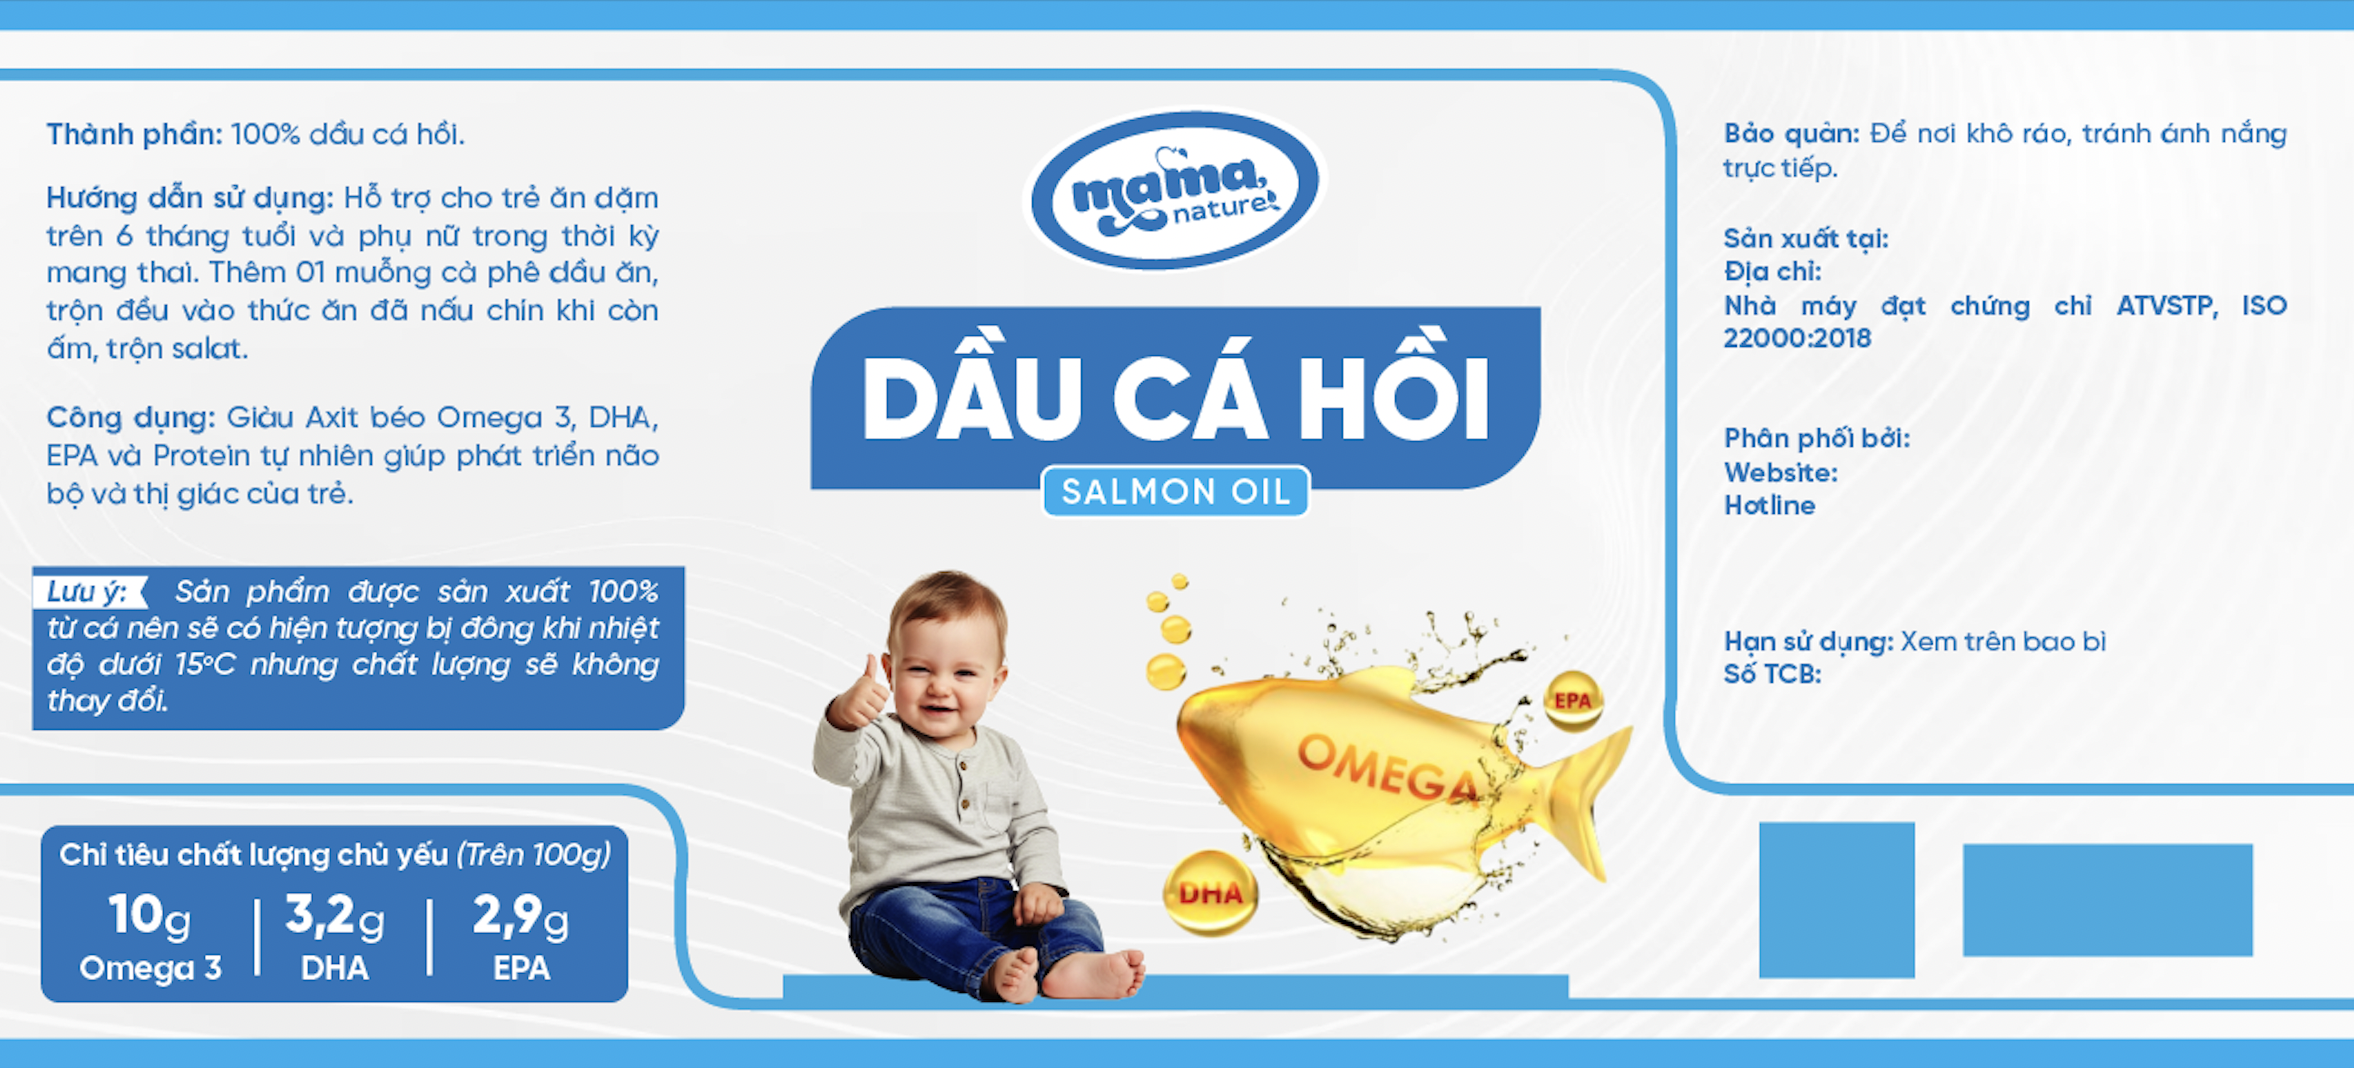 Thành phần: 100% dầu cá hồi.
Hướng dẫn sử dụng: Hỗ trợ cho trẻ ăn dặm
trên 6 tháng tuổi và phụ nữ trong thời kỳ
mang thai. Thêm 01 muỗng cà phê dầu ăn,
trộn đều vào thức ăn đã nấu chín khi còn
ấm, trộn salat.
Công dụng: Giàu Axit béo Omega 3, DHA,
EPA và Protein tự nhiên giúp phát triển não
bộ và thị giác của trẻ.
Lưu ý: Sản phẩm được sản xuất 100%
từ cá nên sẽ có hiện tượng bị đông khi nhiệt
độ dưới 15°C nhưng chất lượng sẽ không
thay đổi.
Chỉ tiêu chất lượng chủ yếu (Trên 100g)
10g
Omega 3
3,2g
DHA
2,9g
EPA
mama
nature
DẦU CÁ HỒI
SALMON OIL
OMEGA
EPA
DHA
Bảo quản: Để nơi khô ráo, tránh ánh nắng
trực tiếp.
Sản xuất tại:
Địa chỉ:
Nhà máy đạt chứng chỉ ATVSTP, ISO
22000:2018
Phân phối bởi:
Website:
Hotline
Hạn sử dụng: Xem trên bao bì
Số TCB: